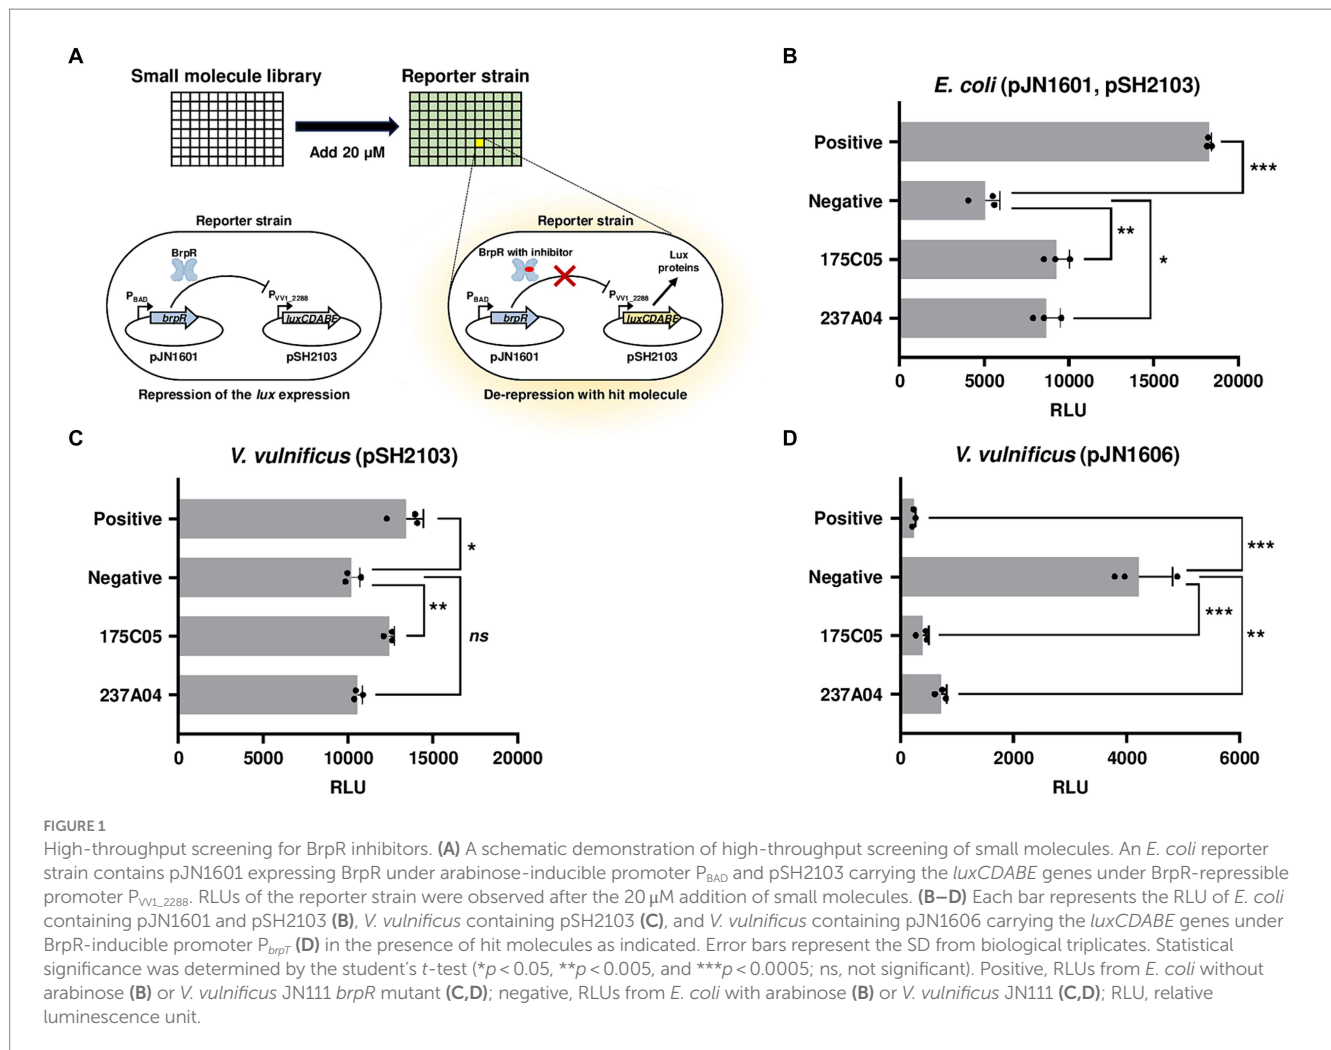 A
Small molecule library
Reporter strain
Add 20 µM
Reporter strain
BrpR
P_BAD
P_VV1_2288
brpR
luxCDABE
pJN1601
pSH2103
Repression of the lux expression
Reporter strain
BrpR with inhibitor
Lux
proteins
P_BAD
P_VV1_2288
brpR
luxCDABE
pJN1601
pSH2103
De-repression with hit molecule
B
E. coli (pJN1601, pSH2103)
Positive
Negative
175C05
237A04
***
**
*
0 5000 10000 15000 20000
RLU
C
V. vulnificus (pSH2103)
Positive
Negative
175C05
237A04
*
**
ns
0 5000 10000 15000 20000
RLU
D
V. vulnificus (pJN1606)
Positive
Negative
175C05
237A04
***
***
**
0 2000 4000 6000
RLU
FIGURE 1
High-throughput screening for BrpR inhibitors. (A) A schematic demonstration of high-throughput screening of small molecules. An E. coli reporter
strain contains pJN1601 expressing BrpR under arabinose-inducible promoter P_BAD and pSH2103 carrying the luxCDABE genes under BrpR-repressible
promoter P_VV1_2288. RLUs of the reporter strain were observed after the 20 µM addition of small molecules. (B–D) Each bar represents the RLU of E. coli
containing pJN1601 and pSH2103 (B), V. vulnificus containing pSH2103 (C), and V. vulnificus containing pJN1606 carrying the luxCDABE genes under
BrpR-inducible promoter P_brpT (D) in the presence of hit molecules as indicated. Error bars represent the SD from biological triplicates. Statistical
significance was determined by the student's t-test (*p < 0.05, **p < 0.005, and ***p < 0.0005; ns, not significant). Positive, RLUs from E. coli without
arabinose (B) or V. vulnificus JN111 brpR mutant (C,D); negative, RLUs from E. coli with arabinose (B) or V. vulnificus JN111 (C,D); RLU, relative
luminescence unit.